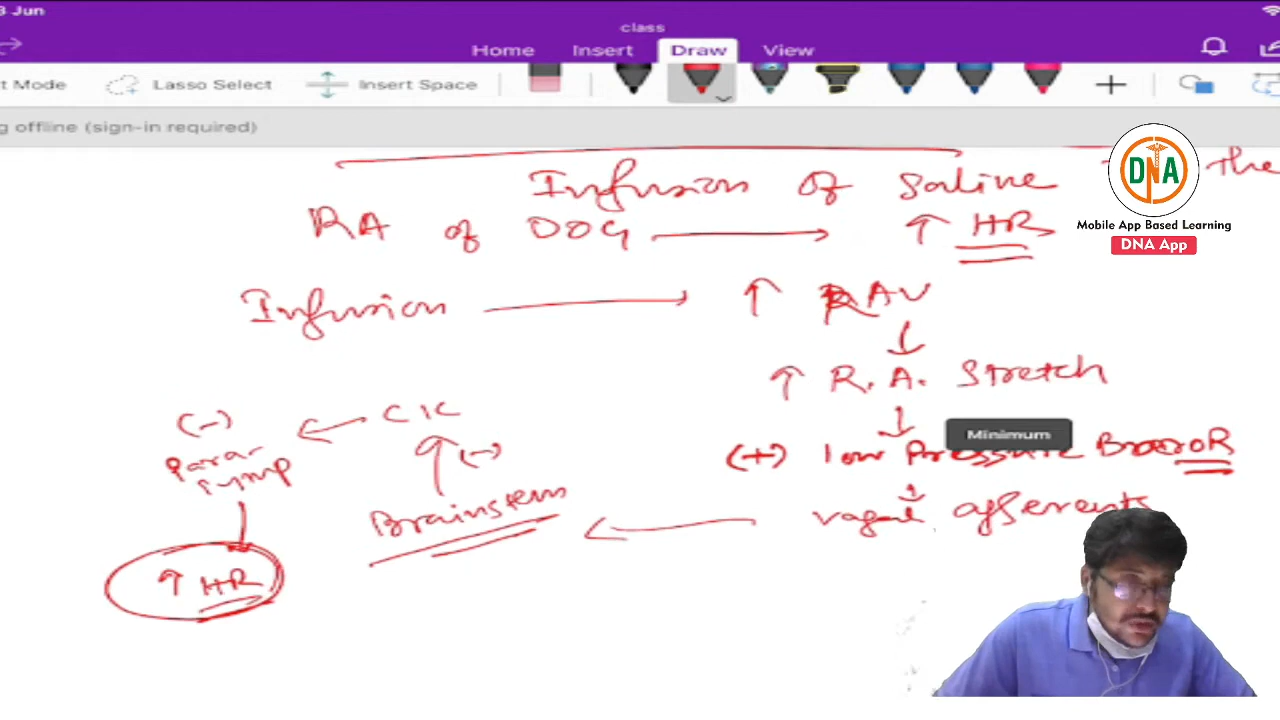 3 Jun
class
Home Insert Draw View
t Mode Lasso Select Insert Space
g offline (sign-in required)
Infusion of Saline the
RA of DOG → ↑ HR
DNA
Mobile App Based Learning
DNA App
Infusion → ↑ RAV
↓
↑ R.A. Stretch
↓
Minimum
(+) low Pressure BaroR
↓
vagal afferents
←
Brainstem
↑ (-)
CIC
←
(-)
Para-
symp
↓
↑ HR